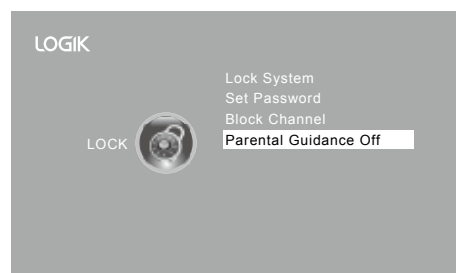 LOGIK
Lock System
Set Password
Block Channel
LOCK
Parental Guidance Off